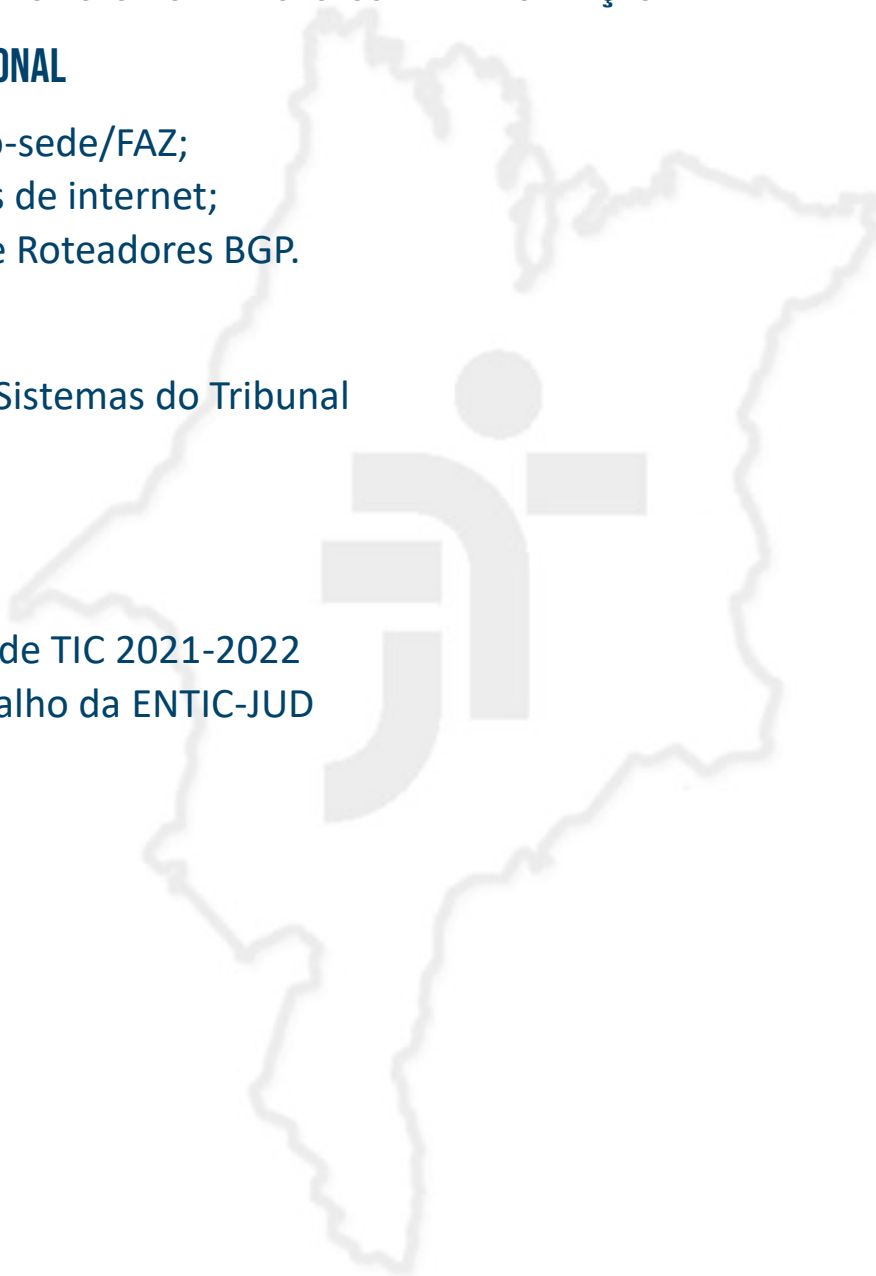 ONAL
o-sede/FAZ;
s de internet;
e Roteadores BGP.
Sistemas do Tribunal
de TIC 2021-2022
alho da ENTIC-JUD